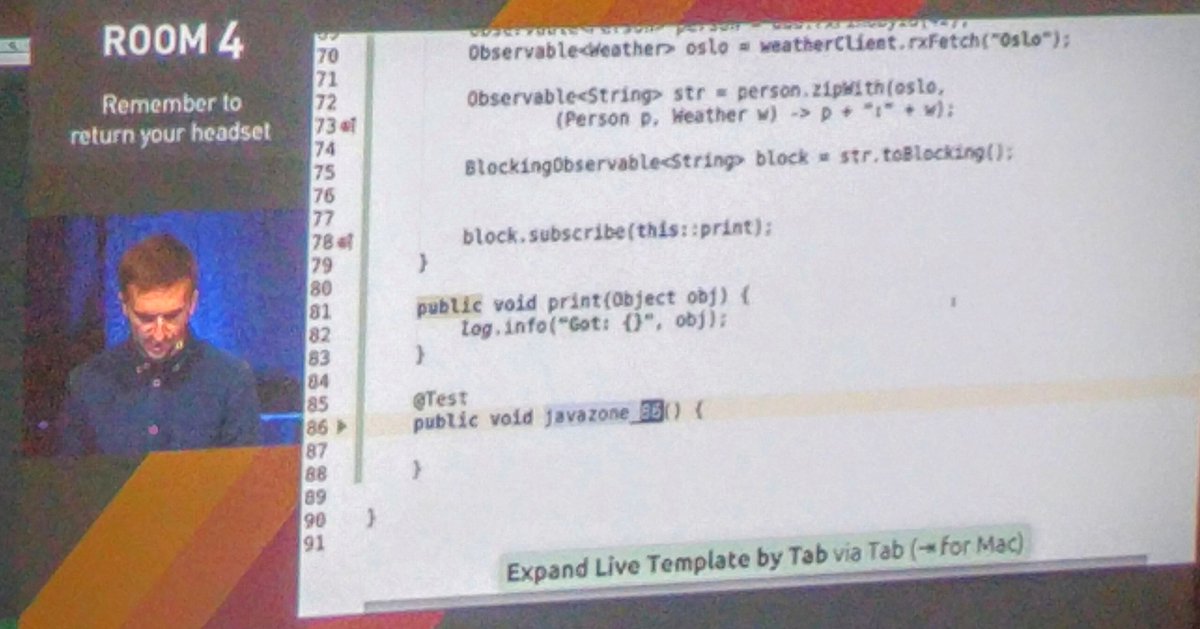 ROOM 4
Remember to
return your headset
70 Observable<Weather> oslo = weatherClient.rxFetch("Oslo");
71
72 Observable<String> str = person.zipWith(oslo,
73 (Person p, Weather w) -> p + ":" + w);
74
75 BlockingObservable<String> block = str.toBlocking();
76
77
78 block.subscribe(this::print);
79 }
80
81 public void print(Object obj) {
82 log.info("Got: {}", obj);
83 }
84
85 @Test
86 public void javazone_86() {
87
88 }
89
90 }
91
Expand Live Template by Tab via Tab (⇥ for Mac)